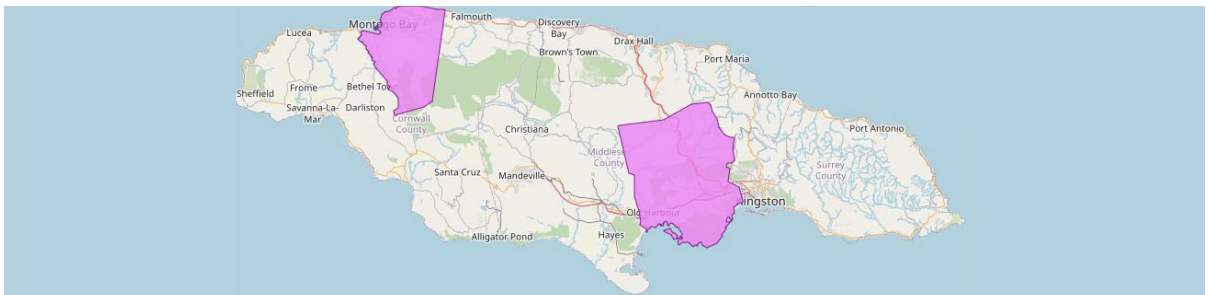 Montego Bay
Falmouth
Discovery
Bay
Lucea
Brown's Town
Drax Hall
Port Maria
Sheffield
Frome
Bethel Town
Annotto Bay
Savanna-La-
Mar
Darliston
Cornwall
County
Christiana
Port Antonio
Middlesex
County
Surrey
County
Santa Cruz
Mandeville
Old Harbour
ingston
Alligator Pond
Hayes